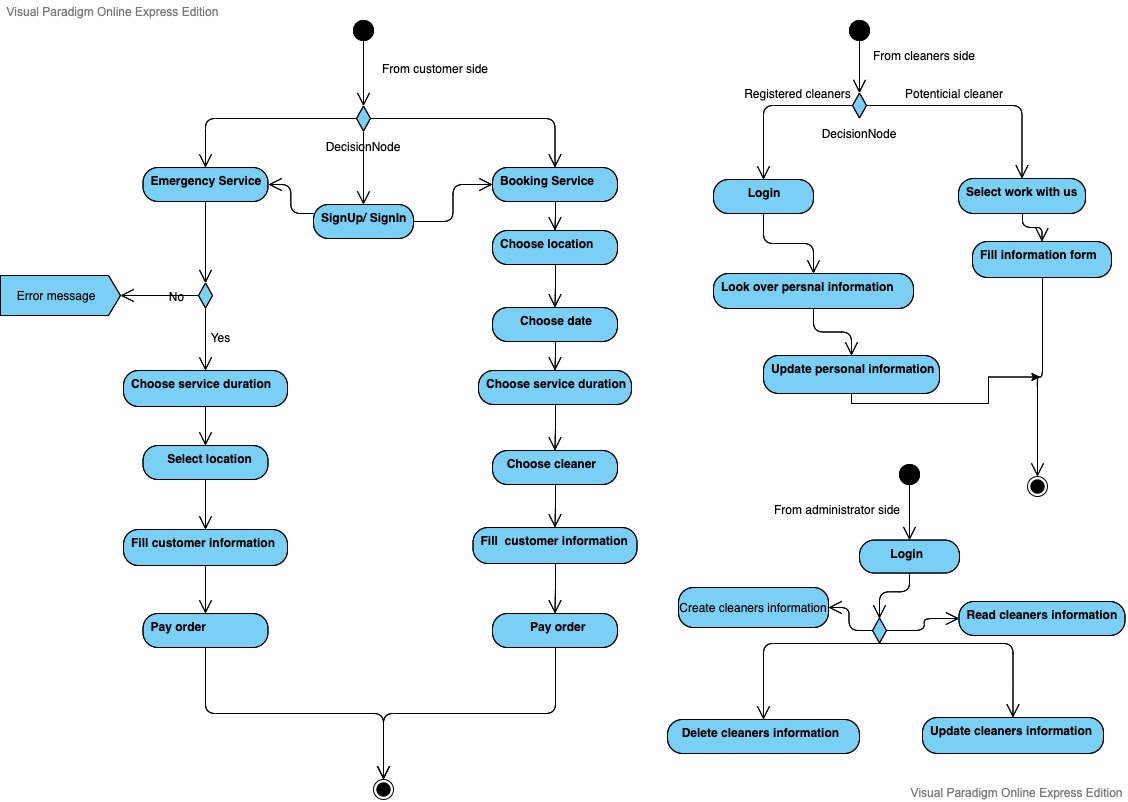 Visual Paradigm Online Express Edition
From customer side
DecisionNode
Emergency Service
SignUp/ SignIn
Booking Service
Choose location
Error message
No
Yes
Choose date
Choose service duration
Choose service duration
Select location
Choose cleaner
Fill customer information
Fill  customer information
Pay order
Pay order
From cleaners side
Registered cleaners
Potenticial cleaner
DecisionNode
Login
Select work with us
Fill information form
Look over persnal information
Update personal information
From administrator side
Login
Create cleaners information
Read cleaners information
Delete cleaners information
Update cleaners information
Visual Paradigm Online Express Edition